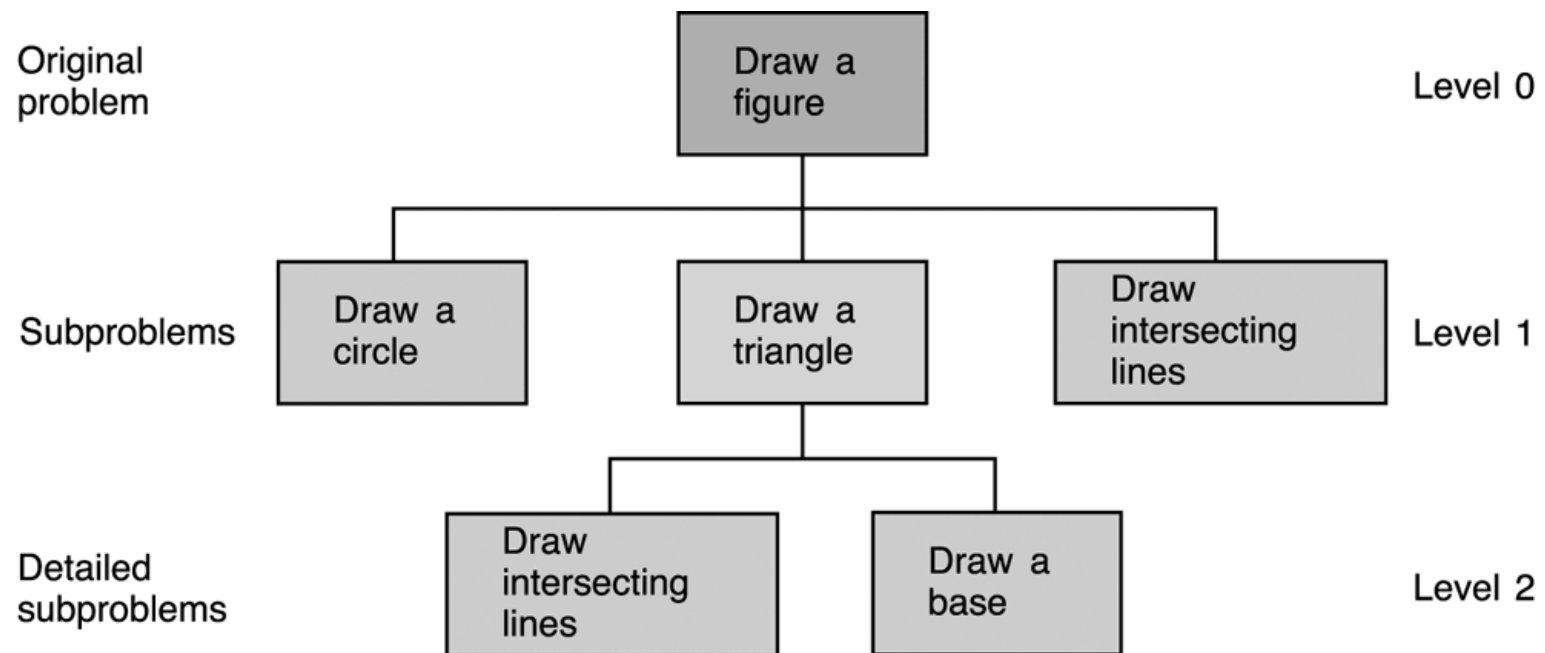 Original
problem
Draw a
figure
Level 0
Subproblems
Draw a
circle
Draw a
triangle
Draw
intersecting
lines
Level 1
Detailed
subproblems
Draw
intersecting
lines
Draw a
base
Level 2